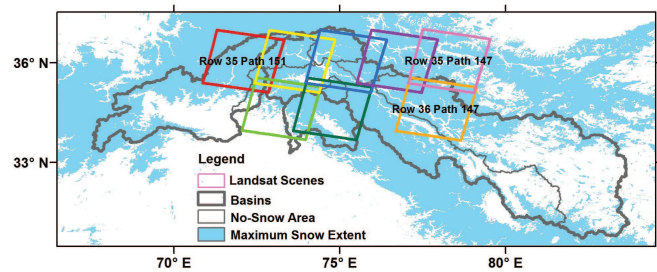 36° N
33° N
Row 35 Path 151
Row 35 Path 147
Row 36 Path 147
Legend
Landsat Scenes
Basins
No-Snow Area
Maximum Snow Extent
70° E
75° E
80° E